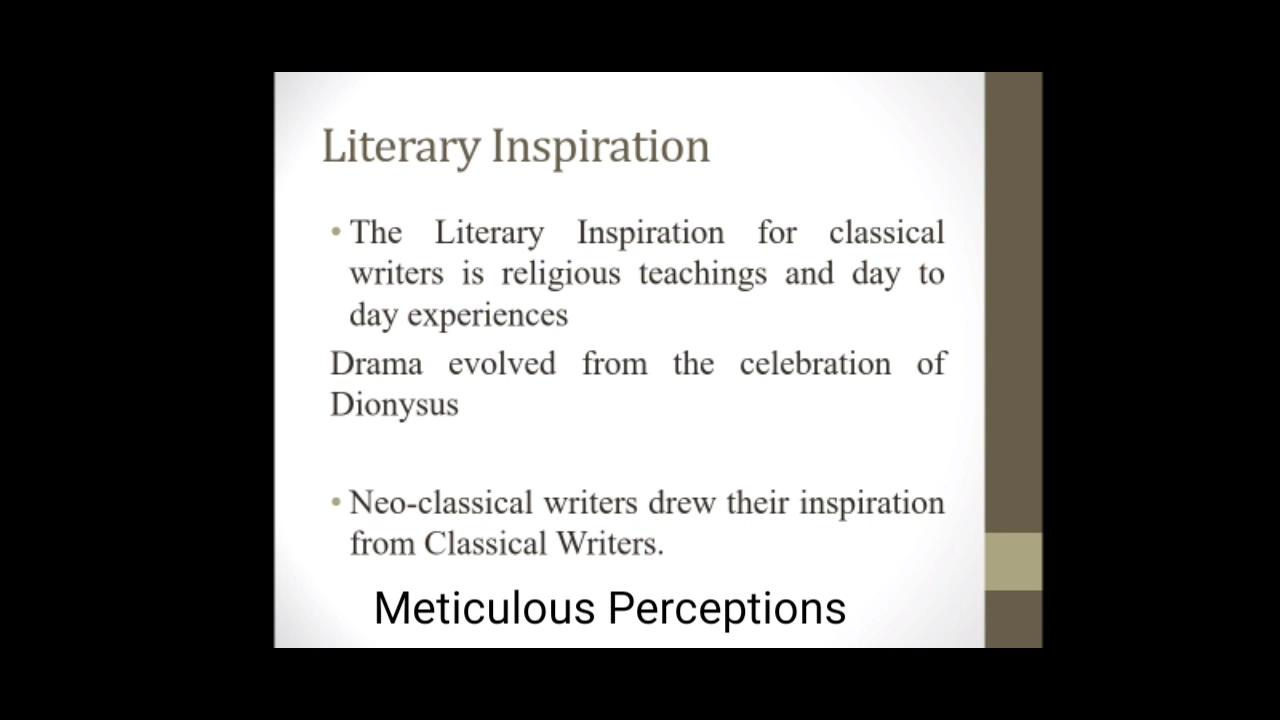 Literary Inspiration
• The Literary Inspiration for classical
writers is religious teachings and day to
day experiences
Drama evolved from the celebration of
Dionysus
• Neo-classical writers drew their inspiration
from Classical Writers.
Meticulous Perceptions